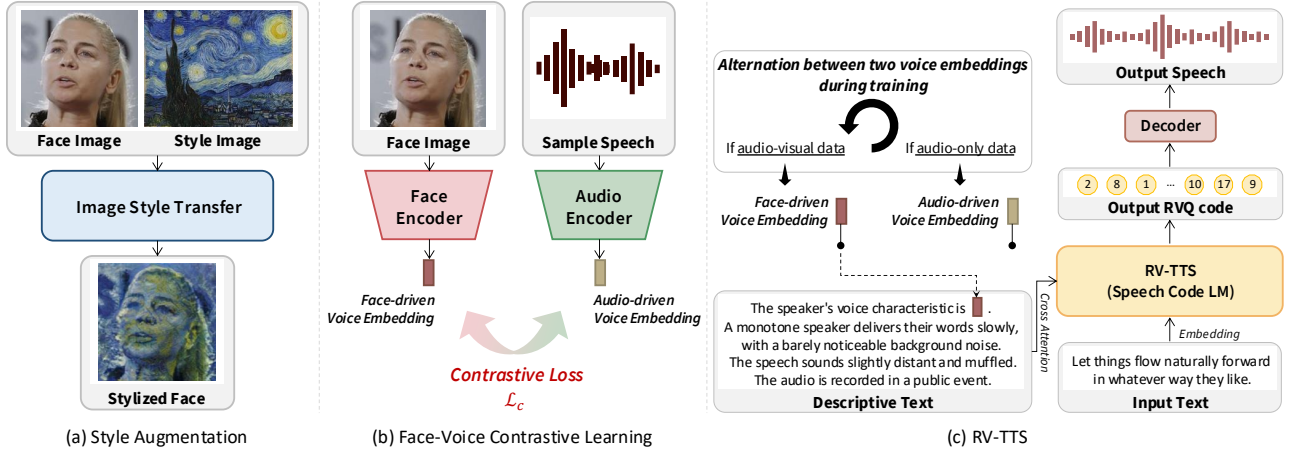 Face Image
Style Image
Image Style Transfer
Stylized Face
(a) Style Augmentation
Face Image
Sample Speech
Face
Encoder
Audio
Encoder
Face-driven
Voice Embedding
Audio-driven
Voice Embedding
Contrastive Loss
ℒc
(b) Face-Voice Contrastive Learning
Alternation between two voice embeddings
during training
If audio-visual data
If audio-only data
Face-driven
Voice Embedding
Audio-driven
Voice Embedding
The speaker's voice characteristic is .
A monotone speaker delivers their words slowly,
with a barely noticeable background noise.
The speech sounds slightly distant and muffled.
The audio is recorded in a public event.
Descriptive Text
Cross Attention
Output Speech
Decoder
2 8 1 ... 10 17 9
Output RVQ code
RV-TTS
(Speech Code LM)
Embedding
Let things flow naturally forward
in whatever way they like.
Input Text
(c) RV-TTS